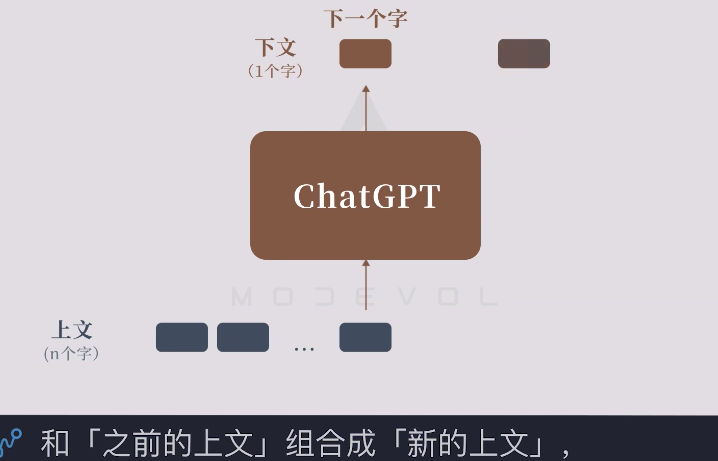 下一个字
下文
（1个字）
ChatGPT
MODEVOL
上文
(n个字）
...
和「之前的上文」组合成「新的上文」，